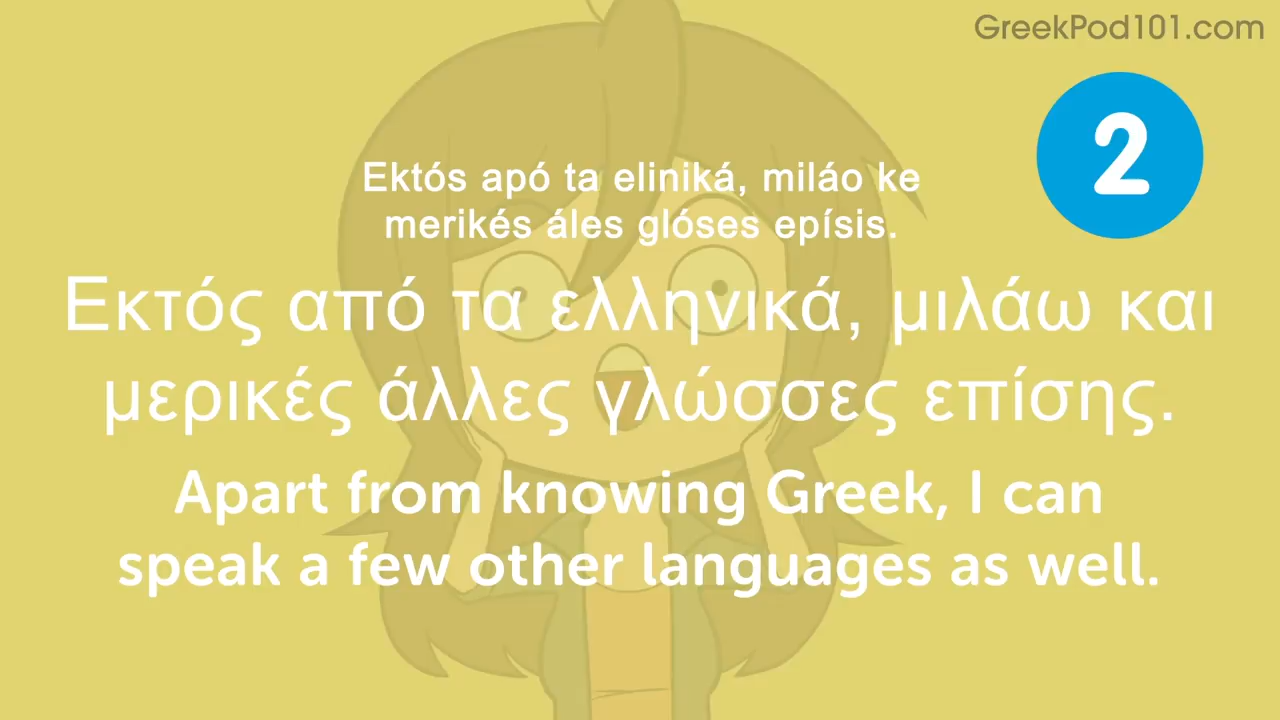 GreekPod101.com
2
Ektós apó ta eliniká, miláo ke
merikés áles glóses epísis.
Εκτός από τα ελληνικά, μιλάω και
μερικές άλλες γλώσσες επίσης.
Apart from knowing Greek, I can
speak a few other languages as well.